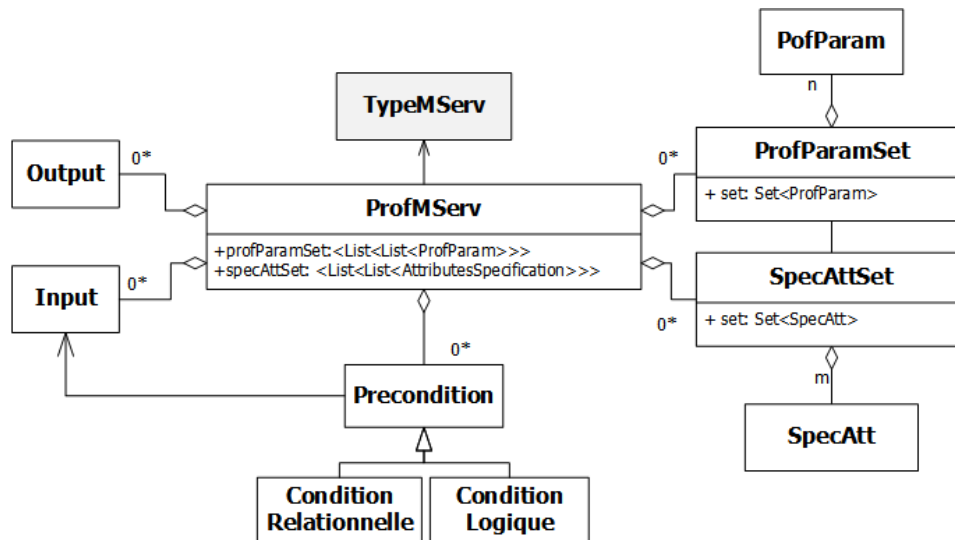 PofParam
n
TypeMServ
ProfParamSet
+ set: Set<ProfParam>
Output
0*
0*
ProfMServ
+profParamSet:<List<List<ProfParam>>>
+specAttSet: <List<List<AttributesSpecification>>>
SpecAttSet
+ set: Set<SpecAtt>
Input
0*
0*
0*
Precondition
m
SpecAtt
Condition
Relationnelle
Condition
Logique